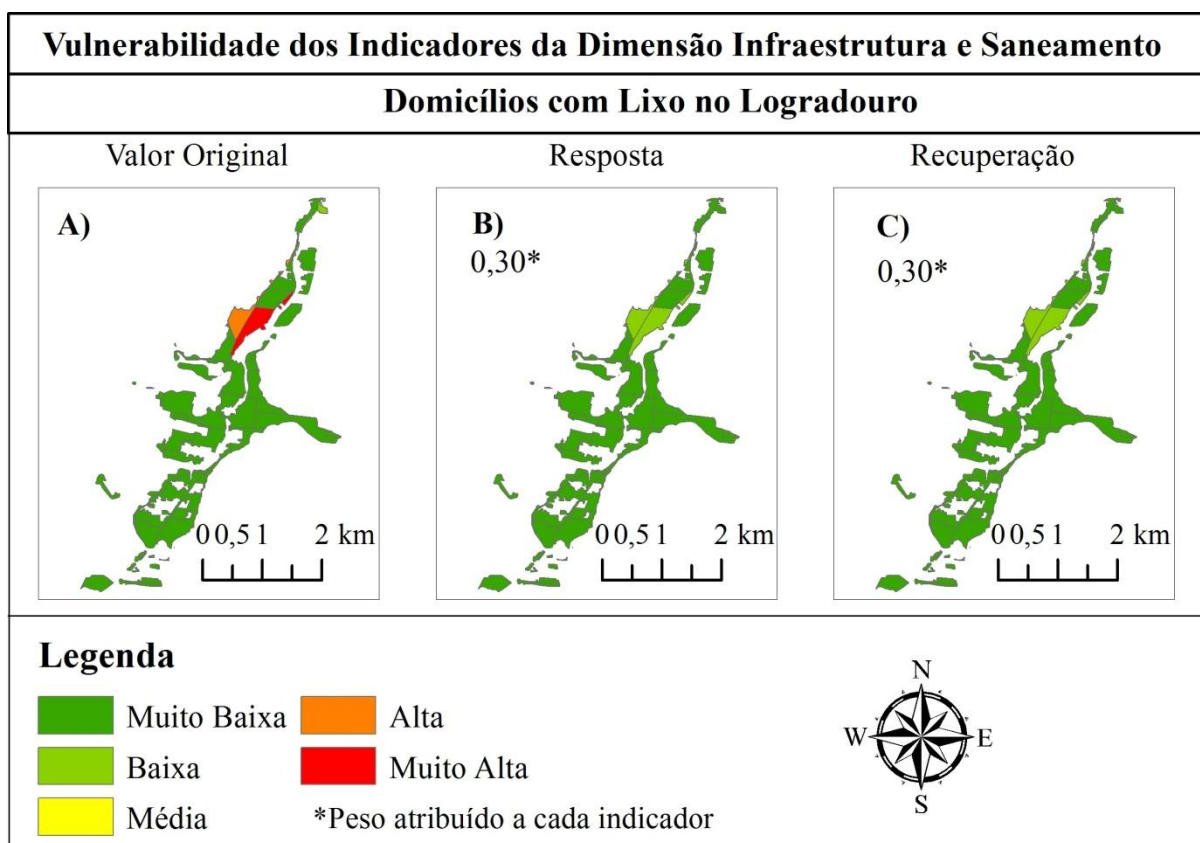 Vulnerabilidade dos Indicadores da Dimensão Infraestrutura e Saneamento
Domicílios com Lixo no Logradouro
Valor Original
Resposta
Recuperação
A)
B)
0,30*
C)
0,30*
0 0,5 1 2 km
0 0,5 1 2 km
0 0,5 1 2 km
Legenda
Muito Baixa
Alta
Baixa
Muito Alta
Média
*Peso atribuído a cada indicador
N
W E
S